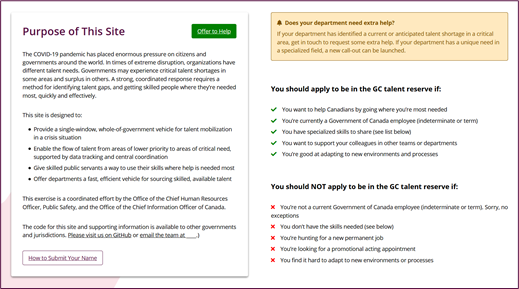 Purpose of This Site
Offer to Help
The COVID-19 pandemic has placed enormous pressure on citizens and
governments around the world. In times of extreme disruption, organizations have
different talent needs. Governments may experience critical talent shortages in
some areas and surplus in others. A strong, coordinated response requires a
method for identifying talent gaps, and getting skilled people where they're needed
most, quickly and effectively.
This site is designed to:
Provide a single-window, whole-of-government vehicle for talent mobilization
in a crisis situation
Enable the flow of talent from areas of lower priority to areas of critical need,
supported by data tracking and central coordination
Give skilled public servants a way to use their skills where help is needed most
Offer departments a fast, efficient vehicle for sourcing skilled, available talent
This exercise is a coordinated effort by the Office of the Chief Human Resources
Officer, Public Safety, and the Office of the Chief Information Officer of Canada.
The code for this site and supporting information is available to other governments
and jurisdictions. Please visit us on GitHub or email the team at ____.)
How to Submit Your Name
Does your department need extra help?
If your department has identified a current or anticipated talent shortage in a critical
area, get in touch to request some extra help. If your department has a unique need in
a specialized field, a new call-out can be launched.
You should apply to be in the GC talent reserve if:
You want to help Canadians by going where you're most needed
You're currently a Government of Canada employee (indeterminate or term)
You have specialized skills to share (see list below)
You want to support your colleagues in other teams or departments
You're good at adapting to new environments and processes
You should NOT apply to be in the GC talent reserve if:
You're not a current Government of Canada employee (indeterminate or term). Sorry, no
exceptions
You don't have the skills needed (see below)
You're hunting for a new permanent job
You're looking for a promotional acting appointment
You find it hard to adapt to new environments or processes